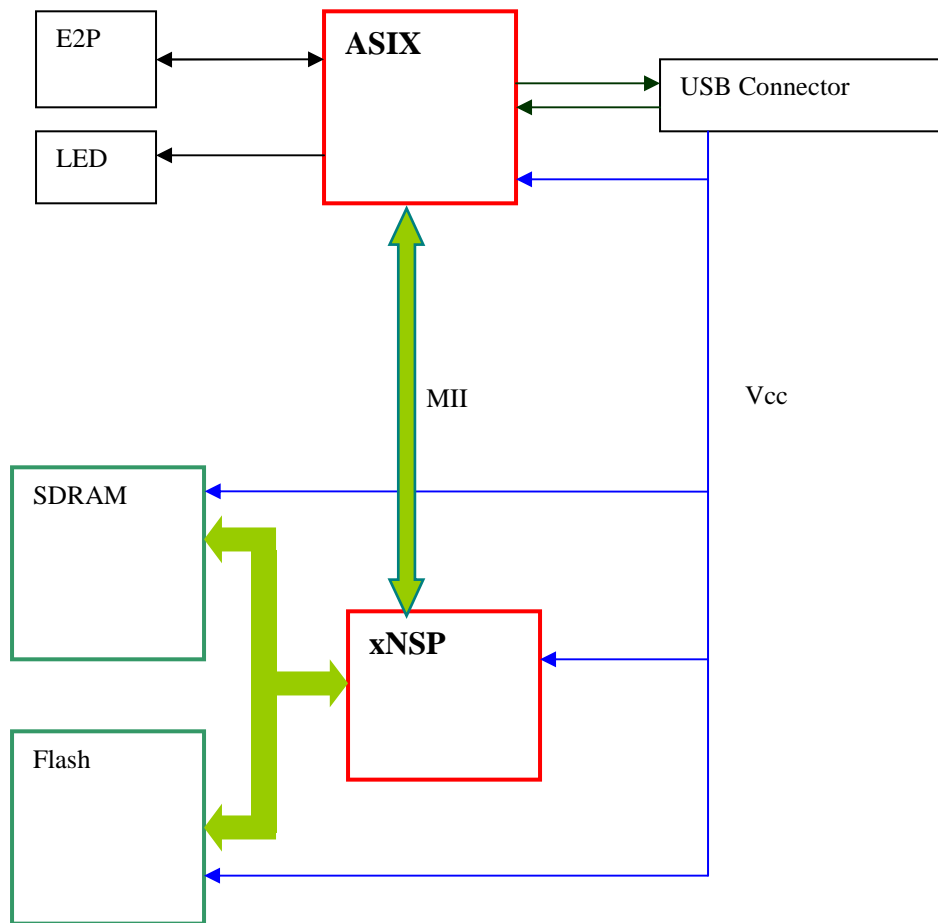 E2P
ASIX
USB Connector
LED
MII
Vcc
SDRAM
xNSP
Flash